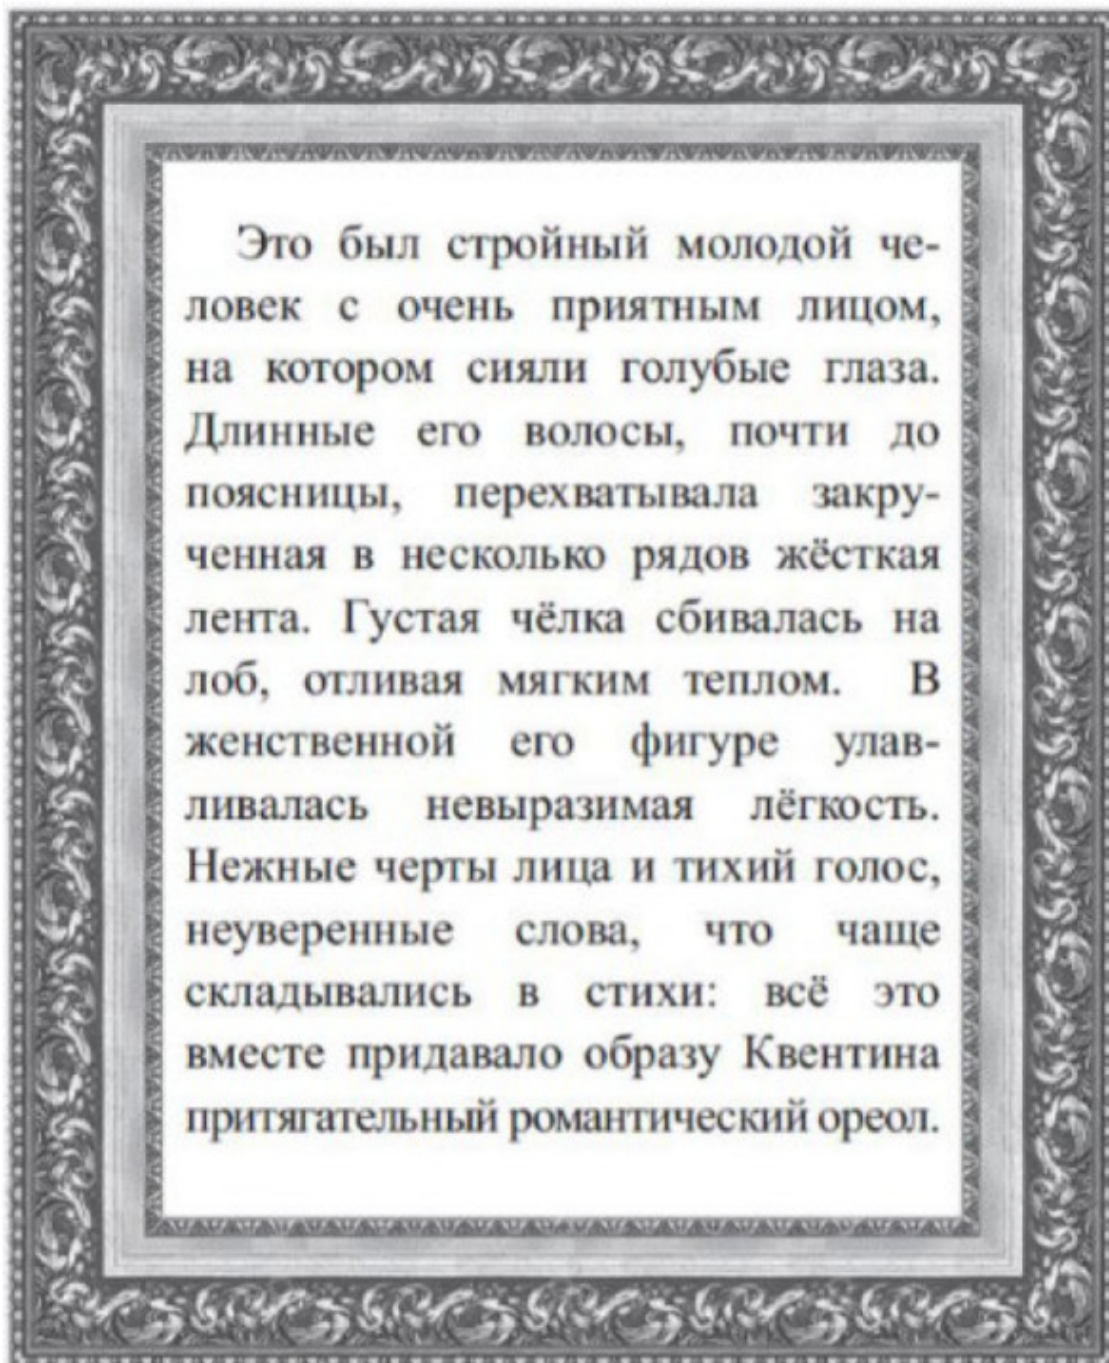 Это был стройный молодой че-
ловек с очень приятным лицом,
на котором сияли голубые глаза.
Длинные его волосы, почти до
поясницы, перехватывала закру-
ченная в несколько рядов жёсткая
лента. Густая чёлка сбивалась на
лоб, отливая мягким теплом. В
женственной его фигуре улав-
ливалась невыразимая лёгкость.
Нежные черты лица и тихий голос,
неуверенные слова, что чаще
складывались в стихи: всё это
вместе придавало образу Квентина
притягательный романтический ореол.